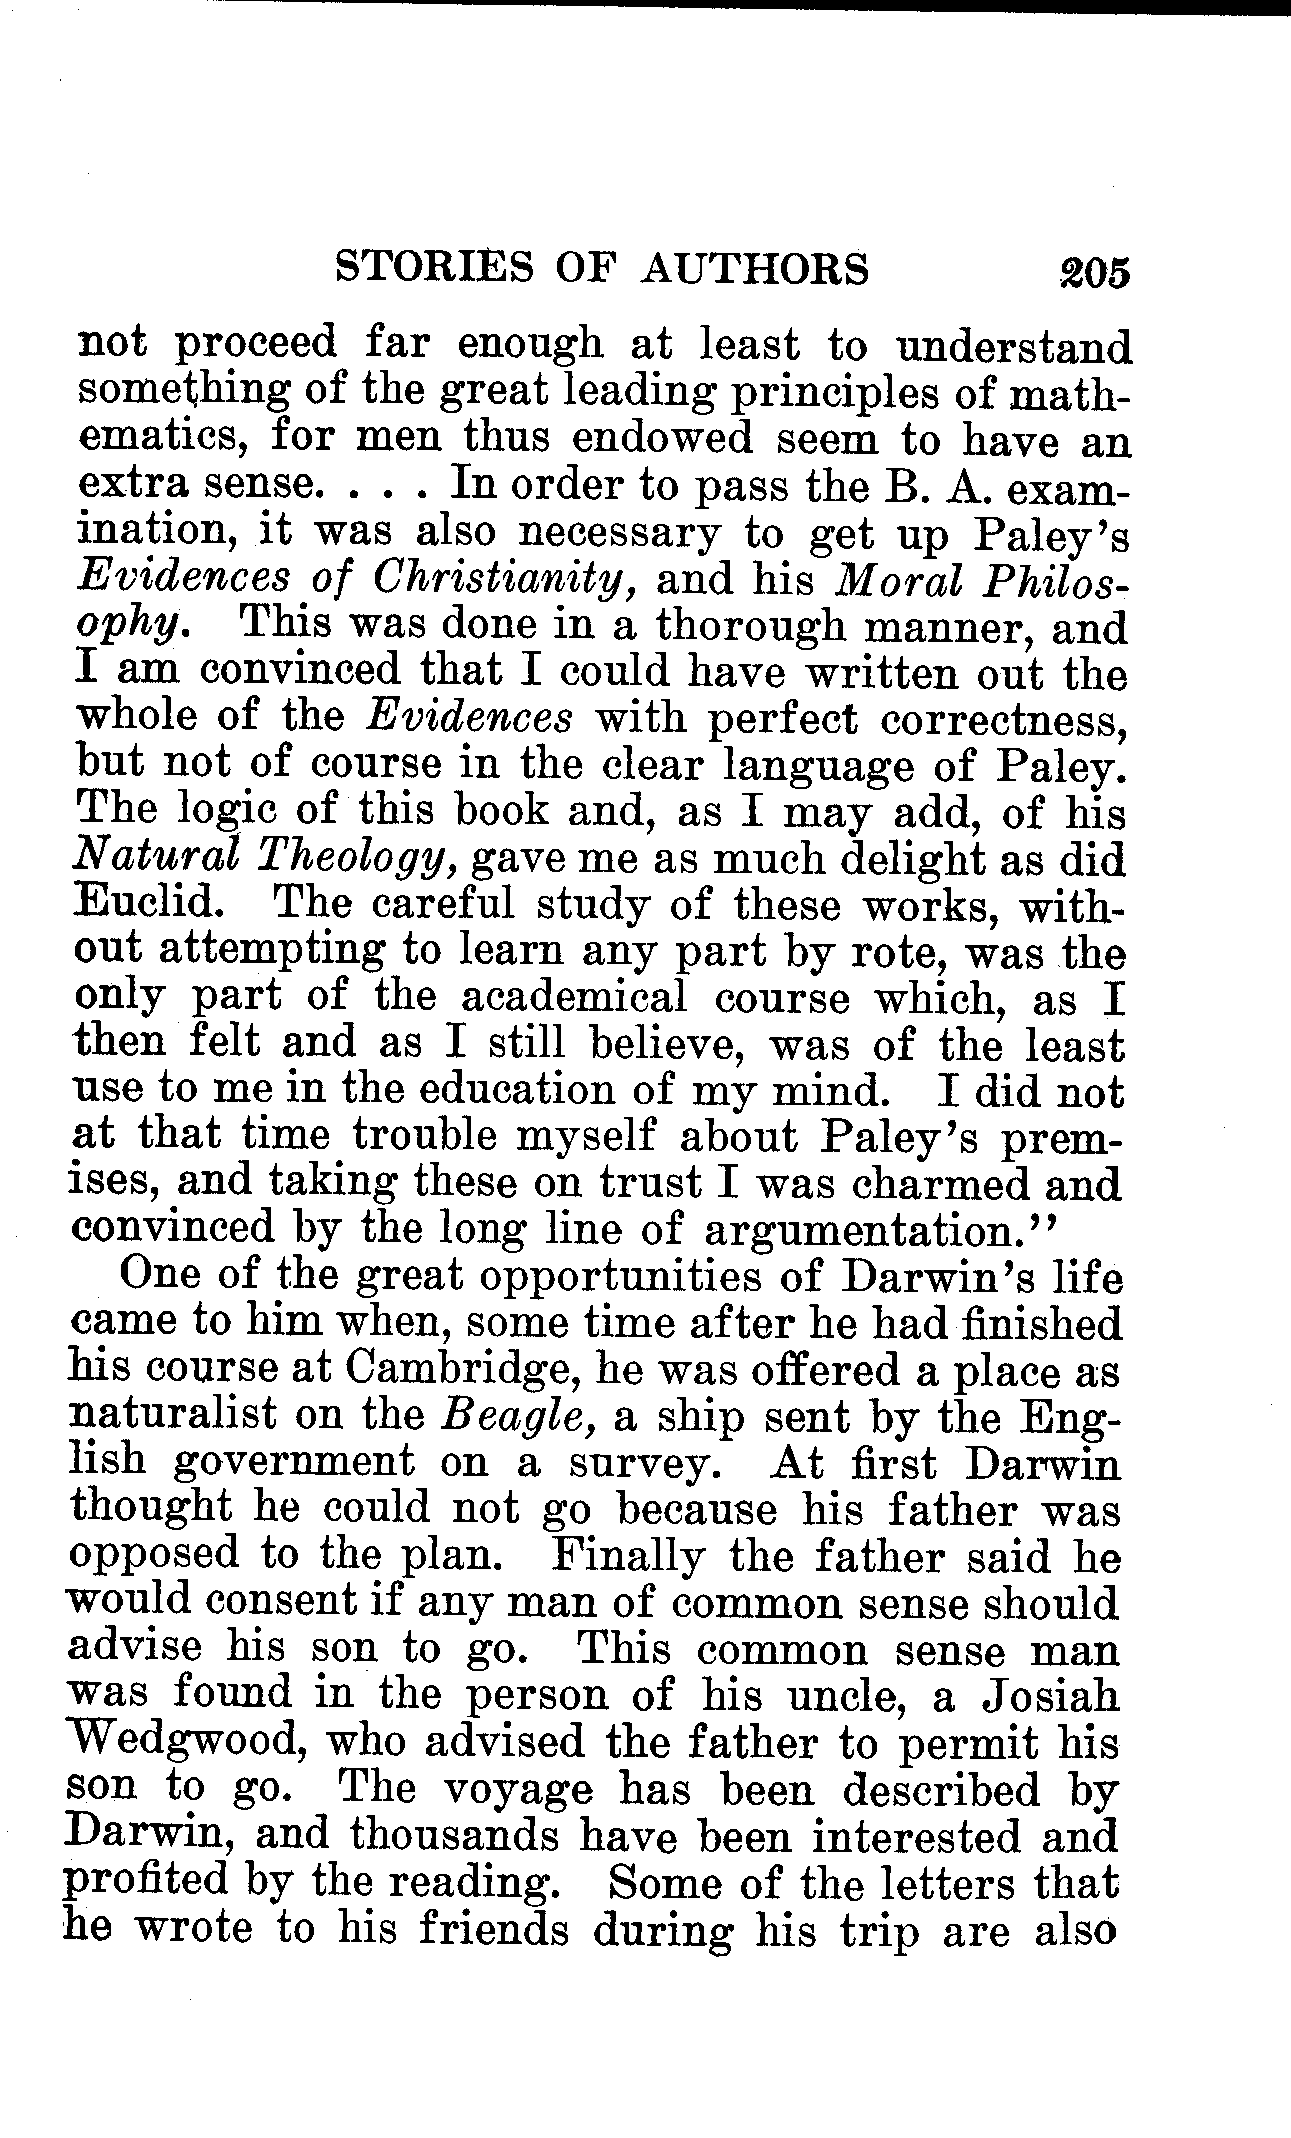 STORIES OF AUTHORS 205
not proceed far enough at least to understand
something of the great leading principles of math-
ematics, for men thus endowed seem to have an
extra sense. . . . In order to pass the B. A. exam-
ination, it was also necessary to get up Paley's
Evidences of Christianity, and his Moral Philos-
ophy. This was done in a thorough manner, and
I am convinced that I could have written out the
whole of the Evidences with perfect correctness,
but not of course in the clear language of Paley.
The logic of this book and, as I may add, of his
Natural Theology, gave me as much delight as did
Euclid. The careful study of these works, with-
out attempting to learn any part by rote, was the
only part of the academical course which, as I
then felt and as I still believe, was of the least
use to me in the education of my mind. I did not
at that time trouble myself about Paley's prem-
ises, and taking these on trust I was charmed and
convinced by the long line of argumentation."
One of the great opportunities of Darwin's life
came to him when, some time after he had finished
his course at Cambridge, he was offered a place as
naturalist on the Beagle, a ship sent by the Eng-
lish government on a survey. At first Darwin
thought he could not go because his father was
opposed to the plan. Finally the father said he
would consent if any man of common sense should
advise his son to go. This common sense man
was found in the person of his uncle, a Josiah
Wedgwood, who advised the father to permit his
son to go. The voyage has been described by
Darwin, and thousands have been interested and
profited by the reading. Some of the letters that
he wrote to his friends during his trip are also